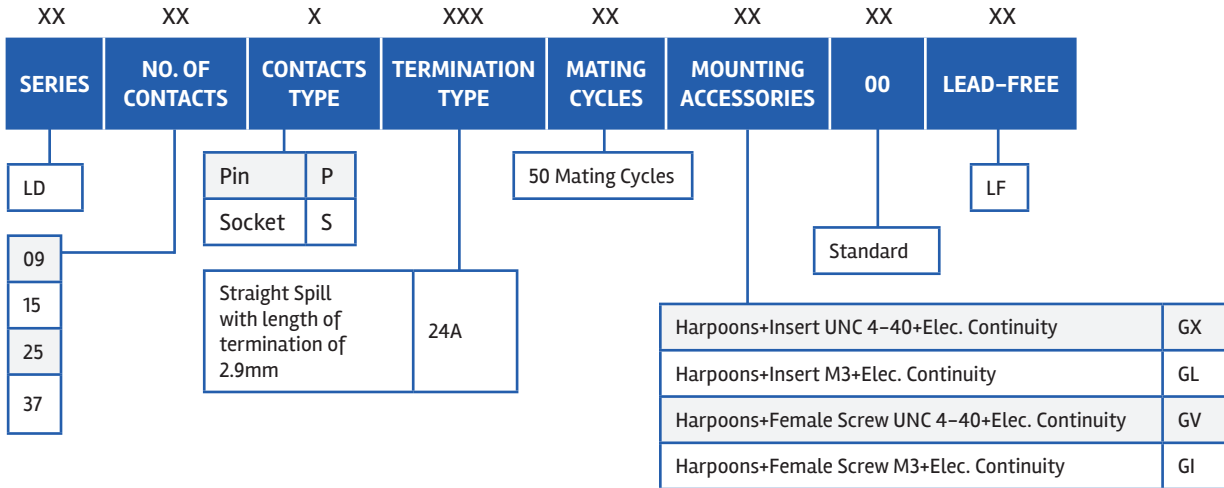 XX XX X XXX XX XX XX XX
SERIES NO. OF CONTACTS CONTACTS TYPE TERMINATION TYPE MATING CYCLES MOUNTING ACCESSORIES 00 LEAD-FREE
LD
09
15
25
37
Pin P
Socket S
Straight Spill
with length of
termination of
2.9mm
24A
50 Mating Cycles
Harpoons+Insert UNC 4-40+Elec. Continuity GX
Harpoons+Insert M3+Elec. Continuity GL
Harpoons+Female Screw UNC 4-40+Elec. Continuity GV
Harpoons+Female Screw M3+Elec. Continuity GI
Standard
LF